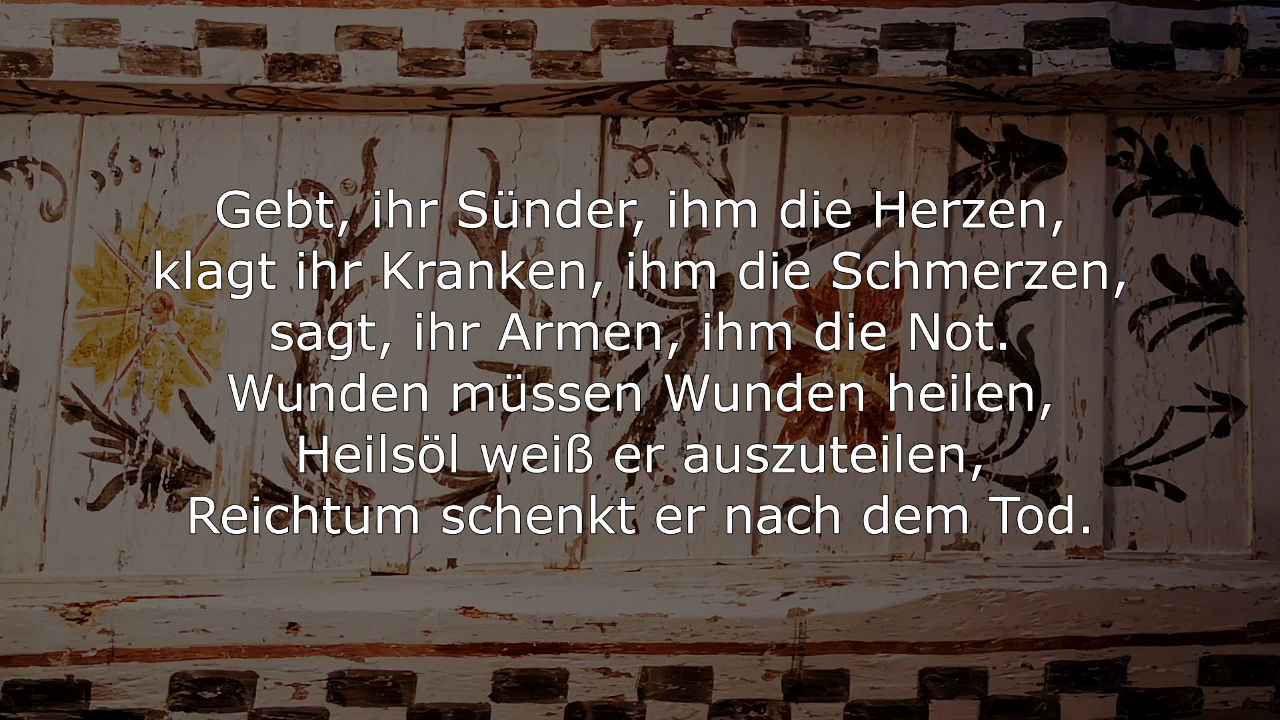 Gebt, ihr Sünder, ihm die Herzen,
klagt ihr Kranken, ihm die Schmerzen,
sagt, ihr Armen, ihm die Not.
Wunden müssen Wunden heilen,
Heilsöl weiß er auszuteilen,
Reichtum schenkt er nach dem Tod.